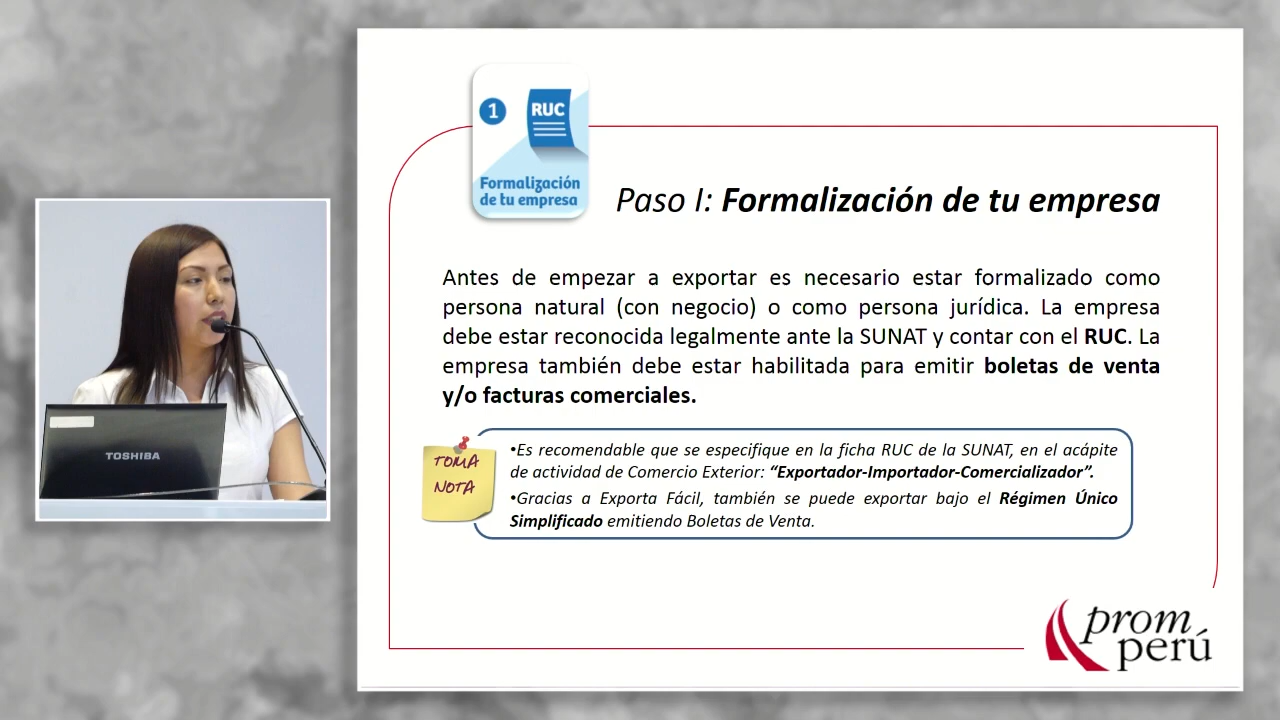 1
RUC
Formalización
de tu empresa
Paso I: Formalización de tu empresa
Antes de empezar a exportar es necesario estar formalizado como
persona natural (con negocio) o como persona jurídica. La empresa
debe estar reconocida legalmente ante la SUNAT y contar con el RUC. La
empresa también debe estar habilitada para emitir boletas de venta
y/o facturas comerciales.
TOMA
NOTA
•Es recomendable que se especifique en la ficha RUC de la SUNAT, en el acápite
de actividad de Comercio Exterior: “Exportador-Importador-Comercializador”.
•Gracias a Exporta Fácil, también se puede exportar bajo el Régimen Único
Simplificado emitiendo Boletas de Venta.
TOSHIBA
prom
perú